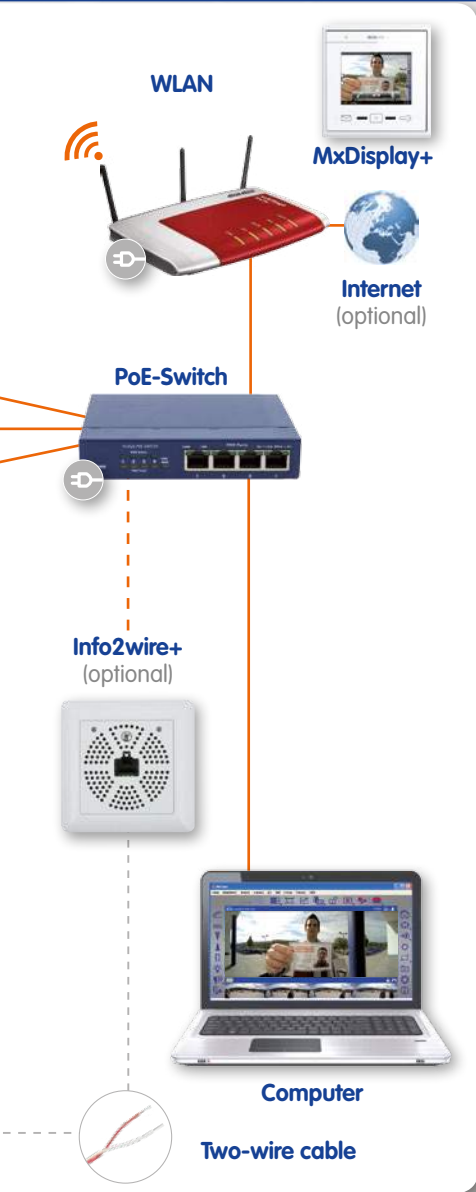 WLAN
MxDisplay+
Internet
(optional)
PoE-Switch
Info2wire+
(optional)
Computer
Two-wire cable